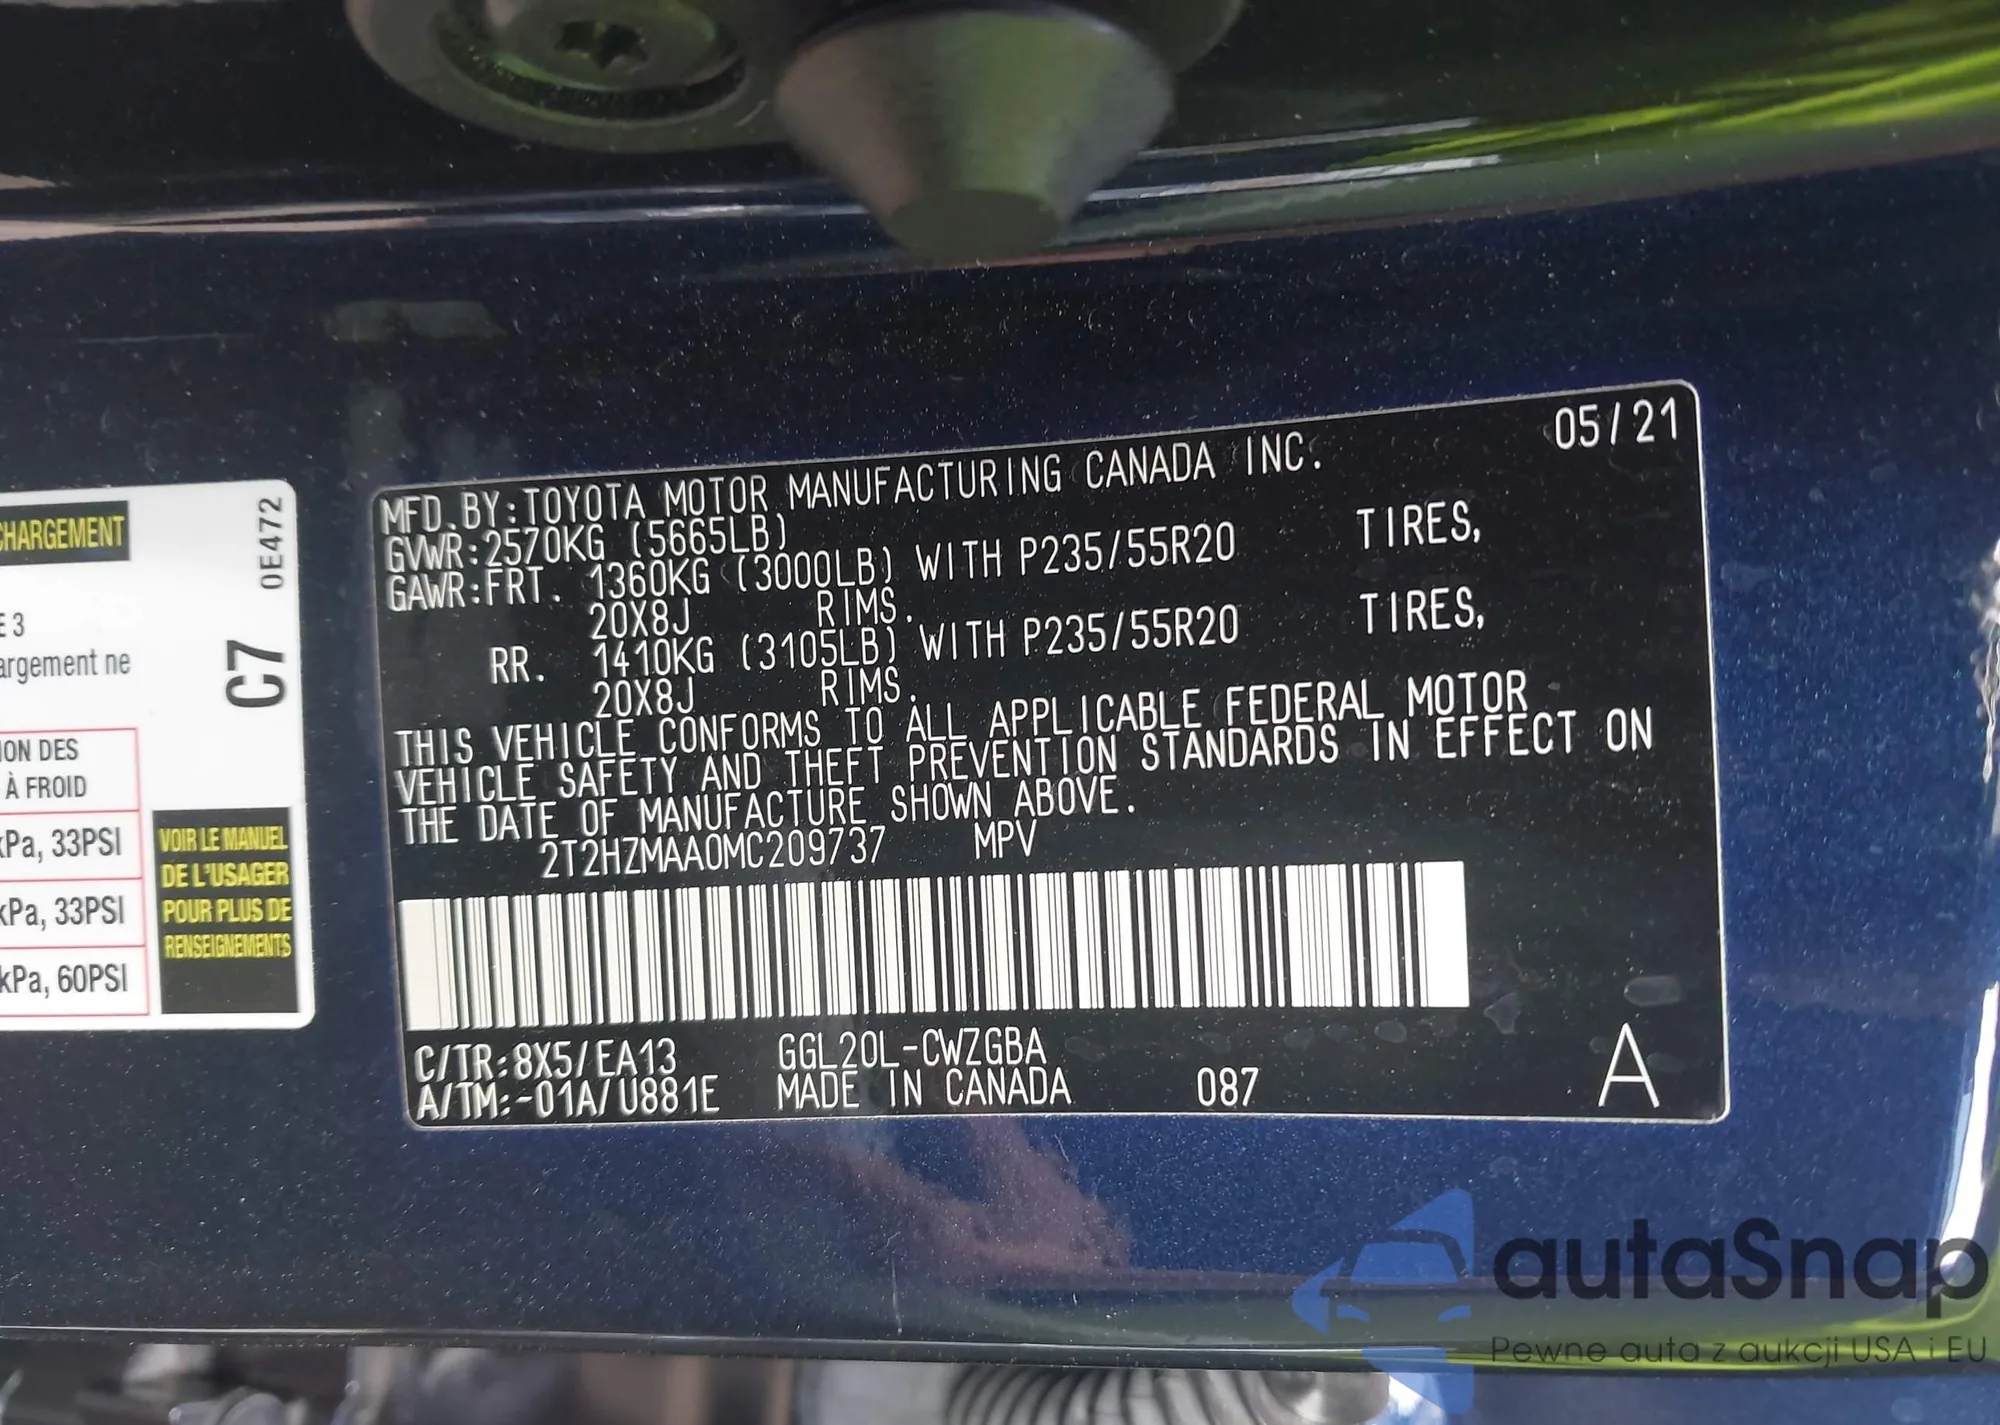 CHARGEMENT
0E472
E 3
argement ne
C7
ION DES
À FROID
kPa, 33PSI
kPa, 33PSI
kPa, 60PSI
VOIR LE MANUEL
DE L'USAGER
POUR PLUS DE
RENSEIGNEMENTS
05/21
MFD.BY:TOYOTA MOTOR MANUFACTURING CANADA INC.
GVWR:2570KG (5665LB)
GAWR:FRT. 1360KG (3000LB) WITH P235/55R20 TIRES,
20X8J RIMS.
RR. 1410KG (3105LB) WITH P235/55R20 TIRES,
20X8J RIMS.
THIS VEHICLE CONFORMS TO ALL APPLICABLE FEDERAL MOTOR
VEHICLE SAFETY AND THEFT PREVENTION STANDARDS IN EFFECT ON
THE DATE OF MANUFACTURE SHOWN ABOVE.
2T2HZMAA0MC209737 MPV
C/TR:8X5/EA13 GGL20L-CWZGBA
A/TM:-01A/U881E MADE IN CANADA 087 A
autaSnap
Pewne auta z aukcji USA i EU